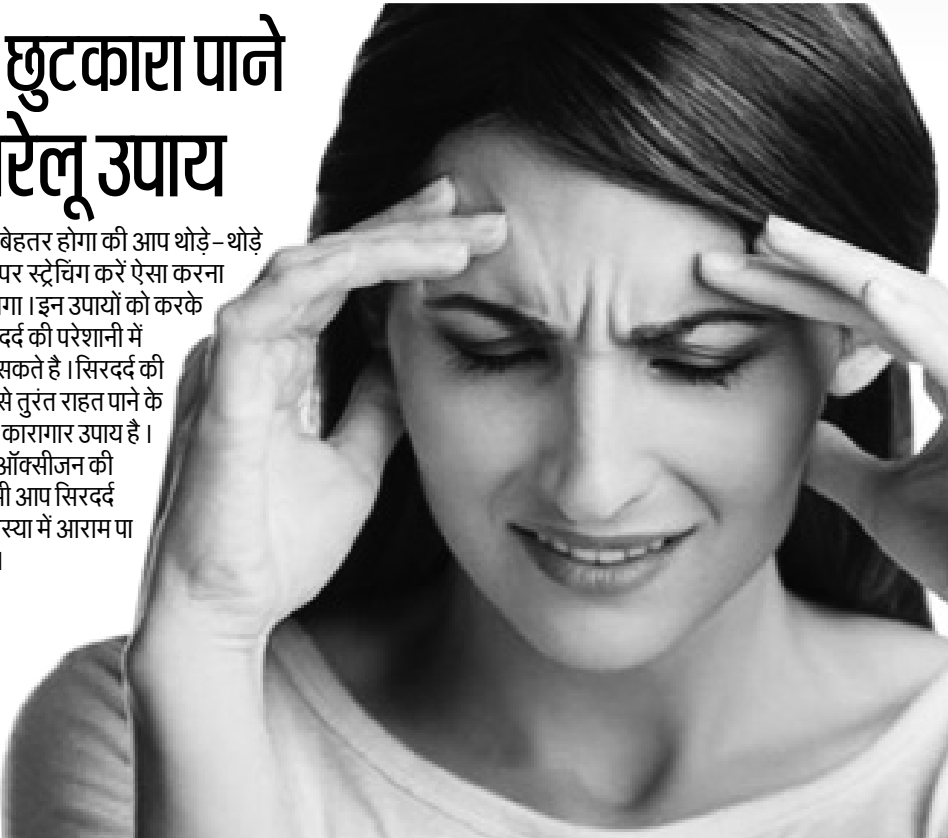 छुटकारा पाने
रेलू उपाय
बेहतर होगा की आप थोड़े-थोड़े
पर स्ट्रेचिंग करें ऐसा करना
गा । इन उपायों को करके
दर्द की परेशानी में
सकते है । सिरदर्द की
से तुरंत राहत पाने के
कारागार उपाय है ।
ऑक्सीजन की
आप सिरदर्द
स्या में आराम पा
।